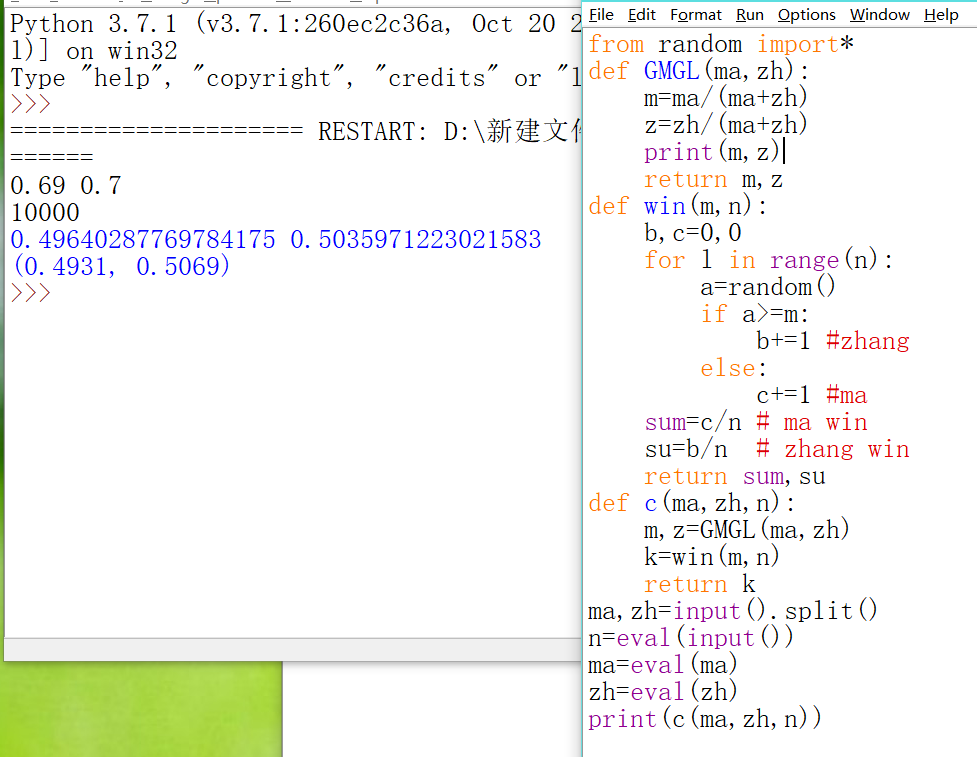 Python 3.7.1 (v3.7.1:260ec2c36a, Oct 20 2
1)] on win32
Type "help", "copyright", "credits" or "l
>>>
===================== RESTART: D:\新建文件
======
0.69 0.7
10000
0.49640287769784175 0.5035971223021583
(0.4931, 0.5069)
>>>
File Edit Format Run Options Window Help
from random import*
def GMGL(ma,zh):
    m=ma/(ma+zh)
    z=zh/(ma+zh)
    print(m,z)
    return m,z
def win(m,n):
    b,c=0,0
    for l in range(n):
        a=random()
        if a>=m:
            b+=1 #zhang
        else:
            c+=1 #ma
    sum=c/n # ma win
    su=b/n  # zhang win
    return sum,su
def c(ma,zh,n):
    m,z=GMGL(ma,zh)
    k=win(m,n)
    return k
ma,zh=input().split()
n=eval(input())
ma=eval(ma)
zh=eval(zh)
print(c(ma,zh,n))